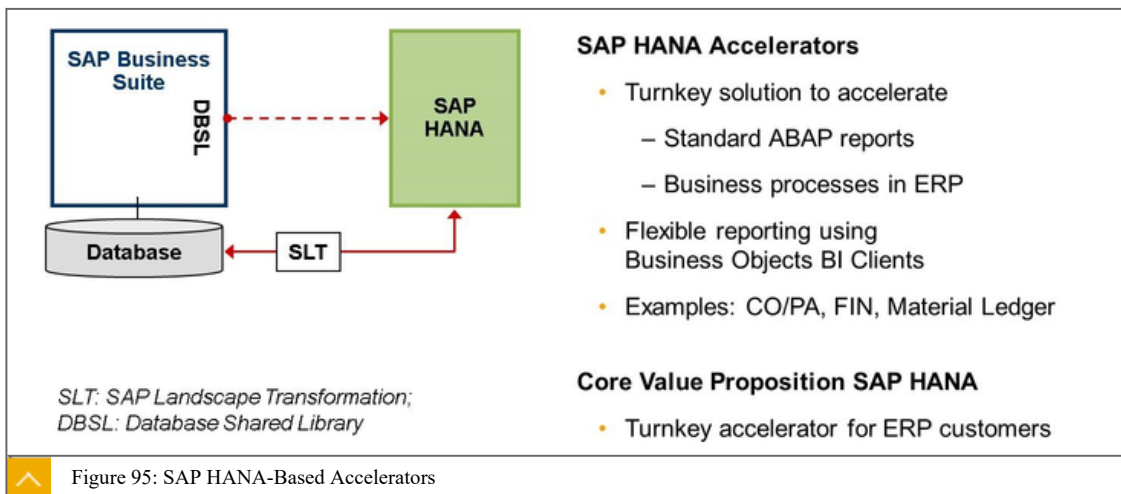 SAP Business
Suite
DBSL
SAP
HANA
Database
SLT
SLT: SAP Landscape Transformation;
DBSL: Database Shared Library
SAP HANA Accelerators
• Turnkey solution to accelerate
– Standard ABAP reports
– Business processes in ERP
• Flexible reporting using
Business Objects BI Clients
• Examples: CO/PA, FIN, Material Ledger
Core Value Proposition SAP HANA
• Turnkey accelerator for ERP customers
Figure 95: SAP HANA-Based Accelerators